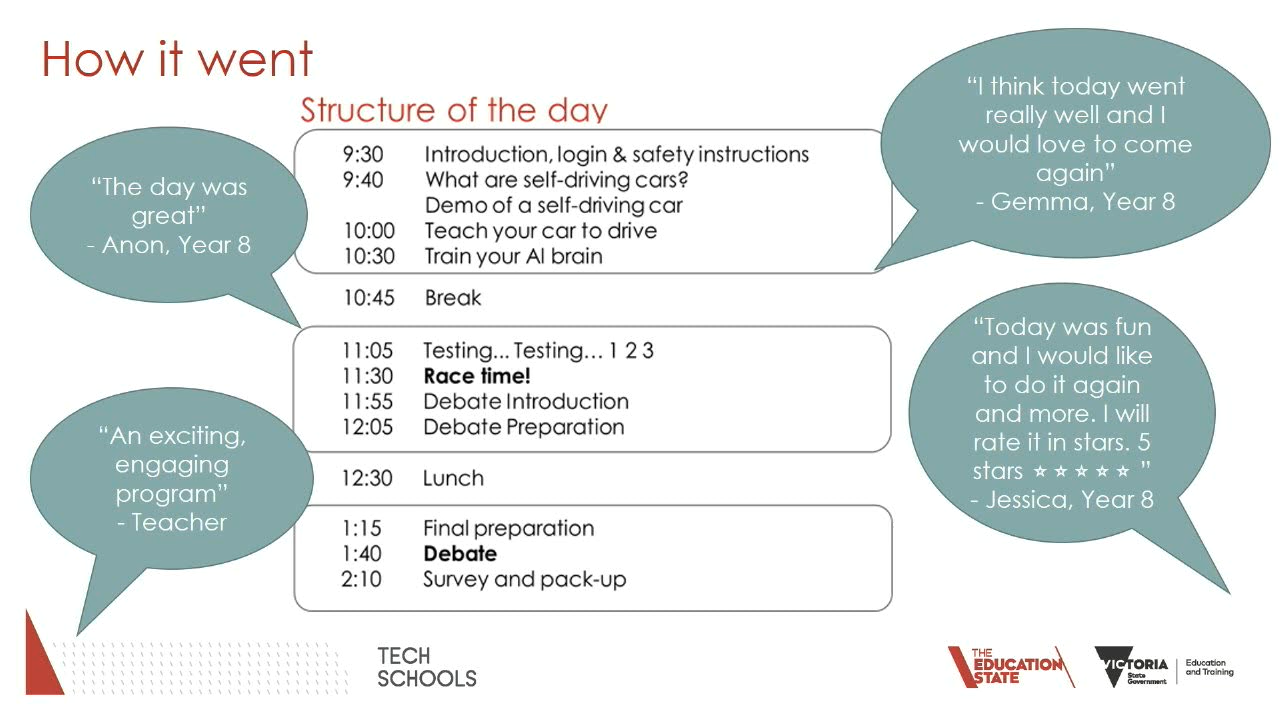 How it went
Structure of the day
9:30 Introduction, login & safety instructions
9:40 What are self-driving cars?
Demo of a self-driving car
10:00 Teach your car to drive
10:30 Train your AI brain
10:45 Break
11:05 Testing... Testing... 1 2 3
11:30 Race time!
11:55 Debate Introduction
12:05 Debate Preparation
12:30 Lunch
1:15 Final preparation
1:40 Debate
2:10 Survey and pack-up
“The day was
great”
- Anon, Year 8
“An exciting,
engaging
program”
- Teacher
“I think today went
really well and I
would love to come
again”
- Gemma, Year 8
“Today was fun
and I would like
to do it again
and more. I will
rate it in stars. 5
stars ☆☆☆☆☆ ”
- Jessica, Year 8
TECH
SCHOOLS
THE
EDUCATION
STATE
VICTORIA
State
Government
Education
and Training